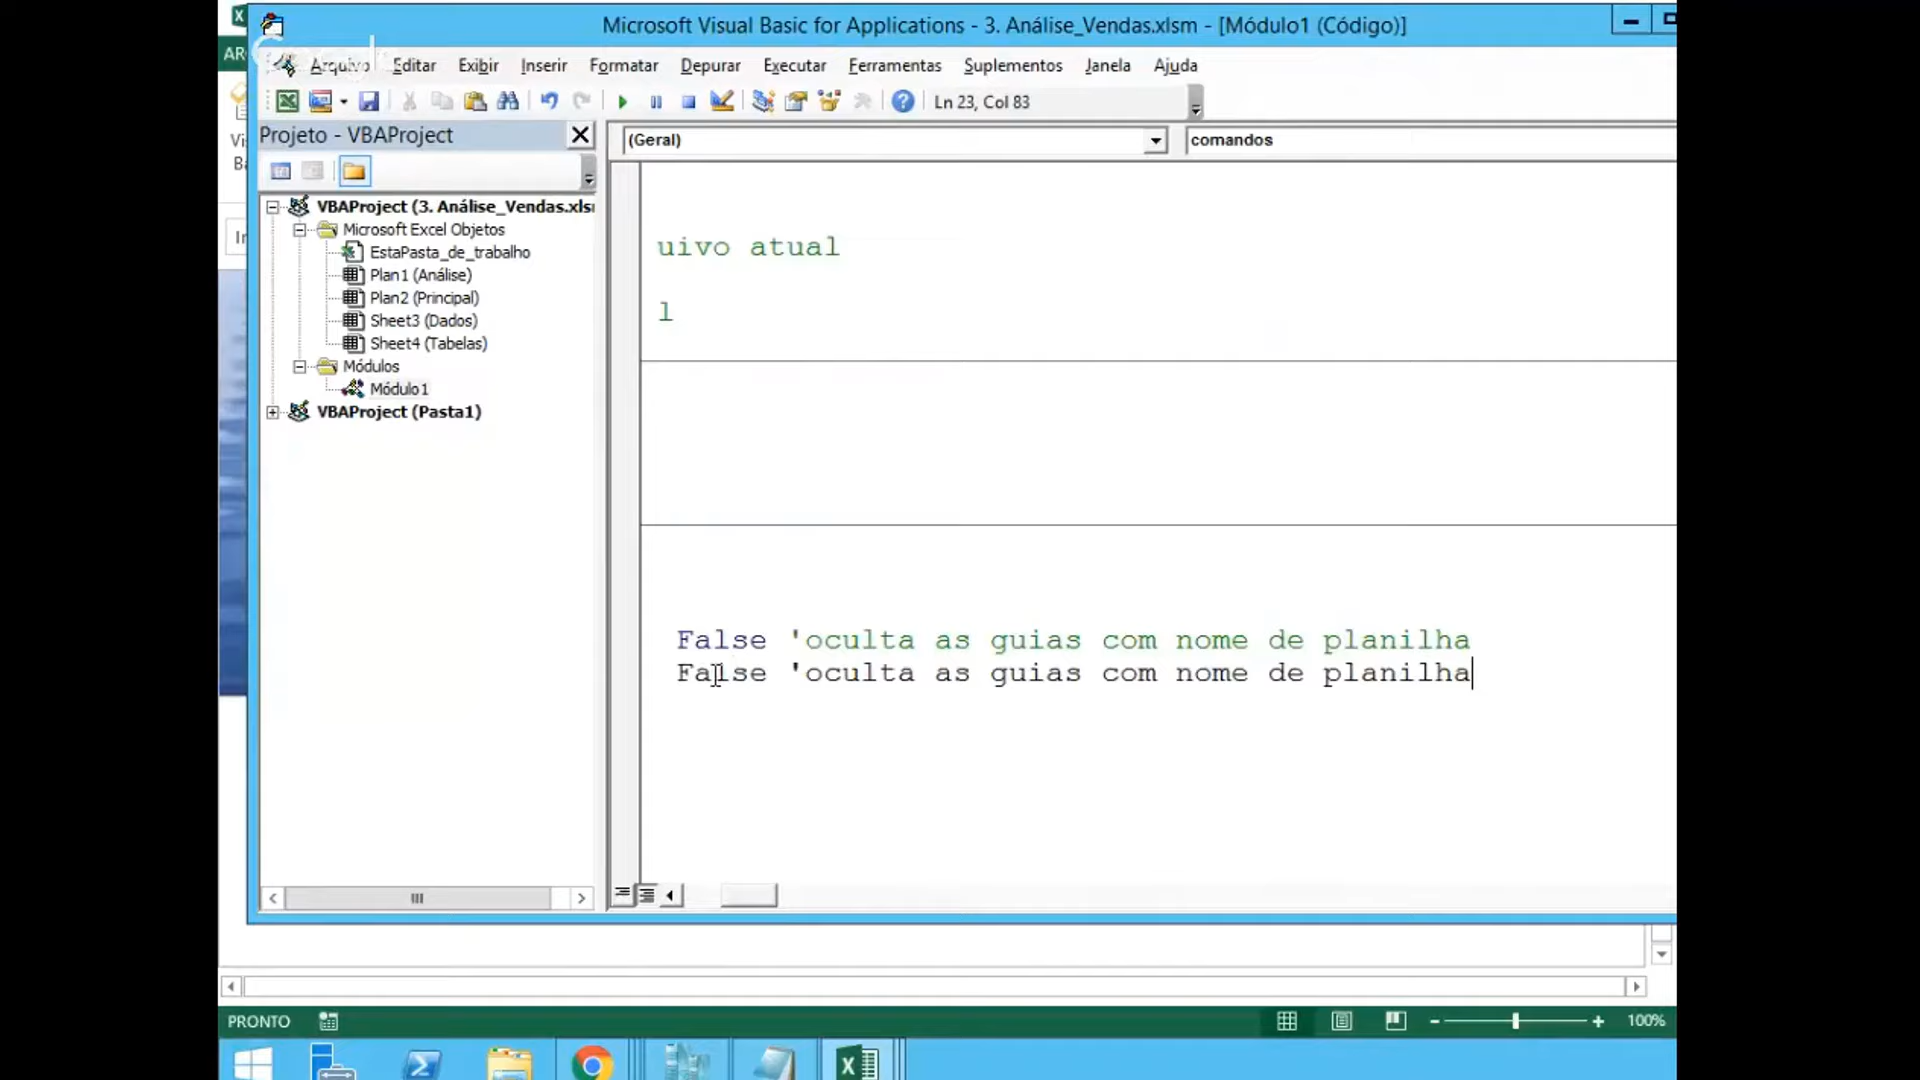 Microsoft Visual Basic for Applications - 3. Análise_Vendas.xlsm - [Módulo1 (Código)]
Google
Arquivo Editar Exibir Inserir Formatar Depurar Executar Ferramentas Suplementos Janela Ajuda
Ln 23, Col 83
Projeto - VBAProject
(Geral)
comandos
VBAProject (3. Análise_Vendas.xlsm
Microsoft Excel Objetos
EstaPasta_de_trabalho
Plan1 (Análise)
Plan2 (Principal)
Sheet3 (Dados)
Sheet4 (Tabelas)
Módulos
Módulo1
VBAProject (Pasta1)
uivo atual
l
False 'oculta as guias com nome de planilha
False 'oculta as guias com nome de planilha
PRONTO
100%